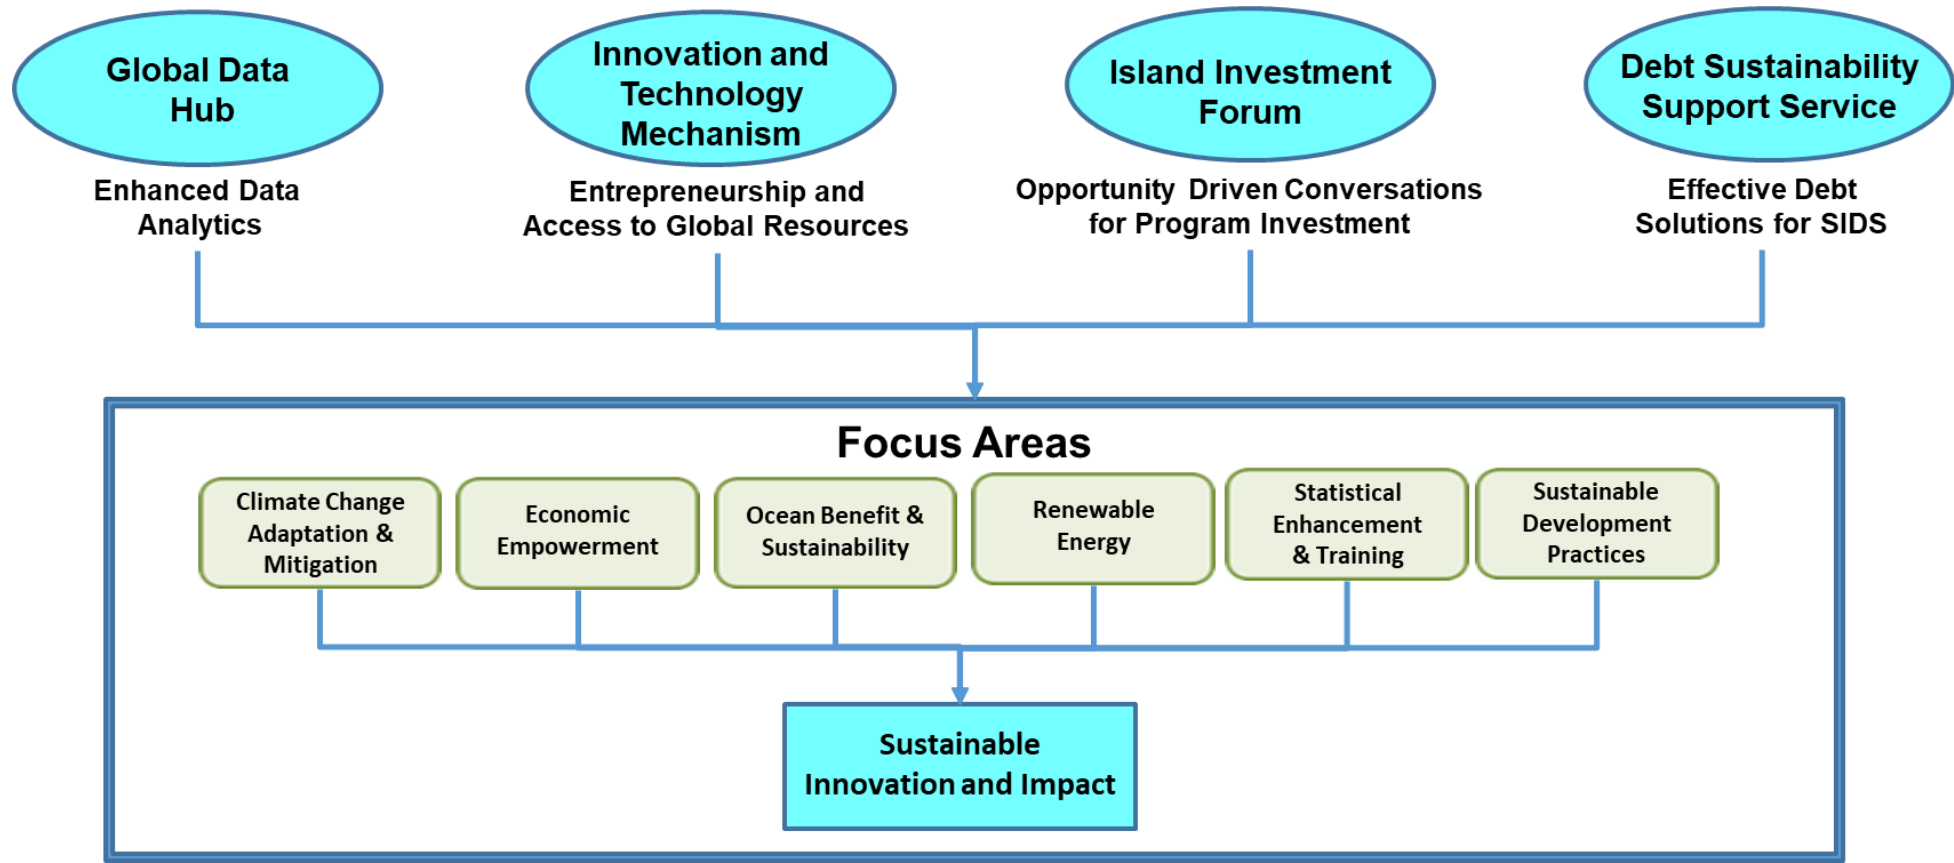 Global Data
Hub
Innovation and
Technology
Mechanism
Island Investment
Forum
Debt Sustainability
Support Service
Enhanced Data
Analytics
Entrepreneurship and
Access to Global Resources
Opportunity Driven Conversations
for Program Investment
Effective Debt
Solutions for SIDS
Focus Areas
Climate Change
Adaptation &
Mitigation
Economic
Empowerment
Ocean Benefit &
Sustainability
Renewable
Energy
Statistical
Enhancement
& Training
Sustainable
Development
Practices
Sustainable
Innovation and Impact